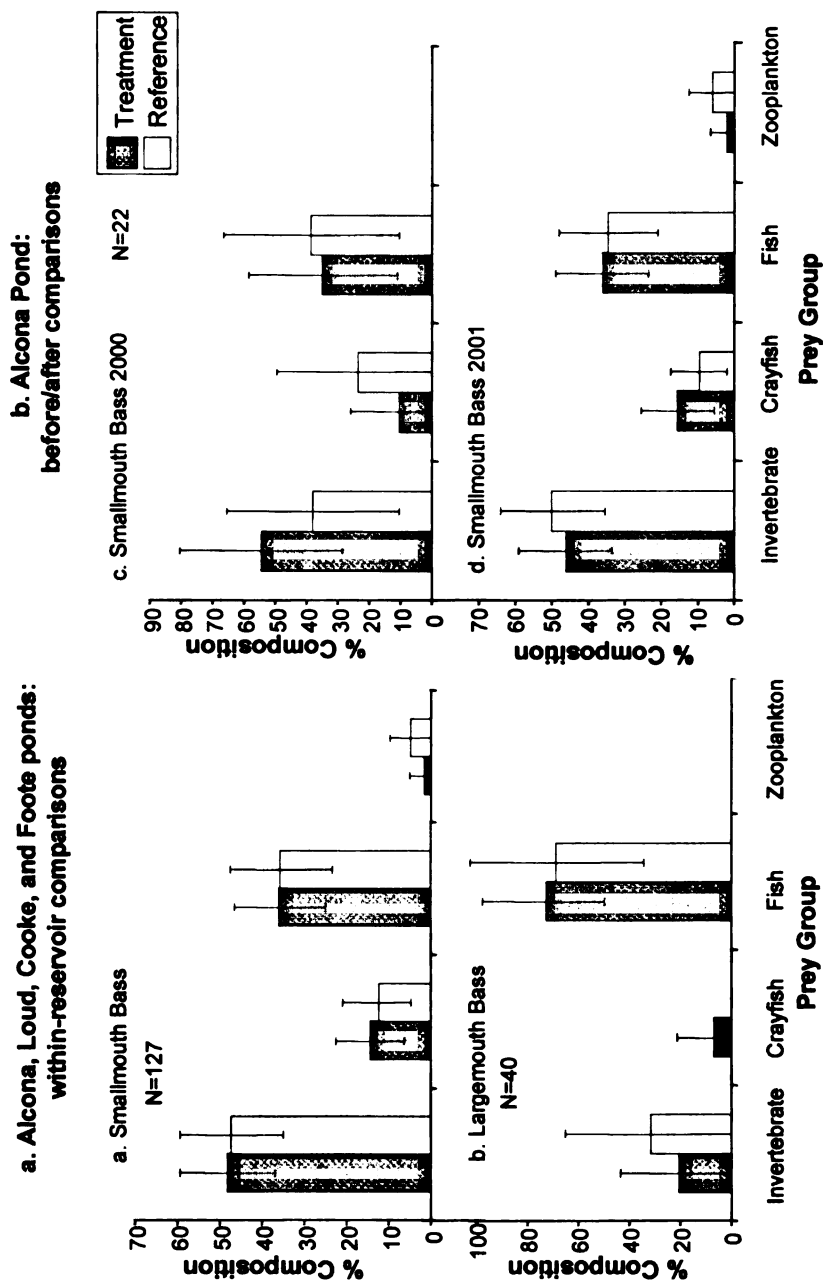 a. Alcona, Loud, Cooke, and Foote ponds:
within-reservoir comparisons
a. Smallmouth Bass
N=127
% Composition
70
60
50
40
30
20
10
0
b. Largemouth Bass
N=40
% Composition
100
80
60
40
20
0
Invertebrate Crayfish Fish Zooplankton
Prey Group
b. Alcona Pond:
before/after comparisons
Treatment
Reference
c. Smallmouth Bass 2000
N=22
% Composition
90
80
70
60
50
40
30
20
10
0
d. Smallmouth Bass 2001
% Composition
70
60
50
40
30
20
10
0
Invertebrate Crayfish Fish Zooplankton
Prey Group